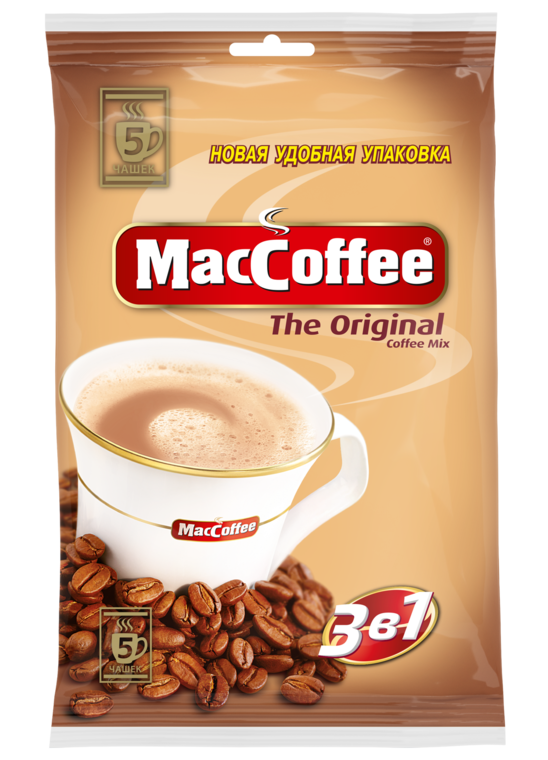 5
ЧАШЕК
НОВАЯ УДОБНАЯ УПАКОВКА
MacCoffee®
The Original
Coffee Mix
MacCoffee
3в1
5
ЧАШЕК